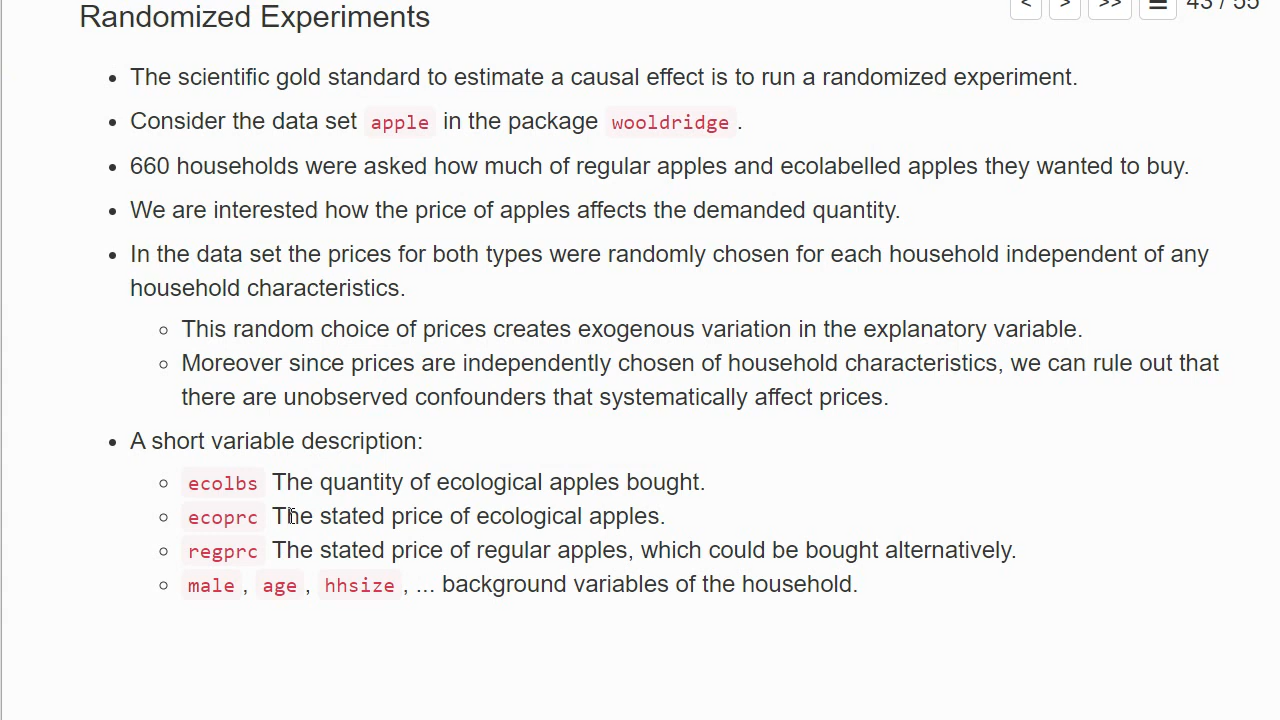 Randomized Experiments
< > >> ☰ 43 / 55
• The scientific gold standard to estimate a causal effect is to run a randomized experiment.
• Consider the data set apple in the package wooldridge .
• 660 households were asked how much of regular apples and ecolabelled apples they wanted to buy.
• We are interested how the price of apples affects the demanded quantity.
• In the data set the prices for both types were randomly chosen for each household independent of any
household characteristics.
○ This random choice of prices creates exogenous variation in the explanatory variable.
○ Moreover since prices are independently chosen of household characteristics, we can rule out that
there are unobserved confounders that systematically affect prices.
• A short variable description:
○ ecolbs The quantity of ecological apples bought.
○ ecoprc The stated price of ecological apples.
○ regprc The stated price of regular apples, which could be bought alternatively.
○ male , age , hhsize , ... background variables of the household.